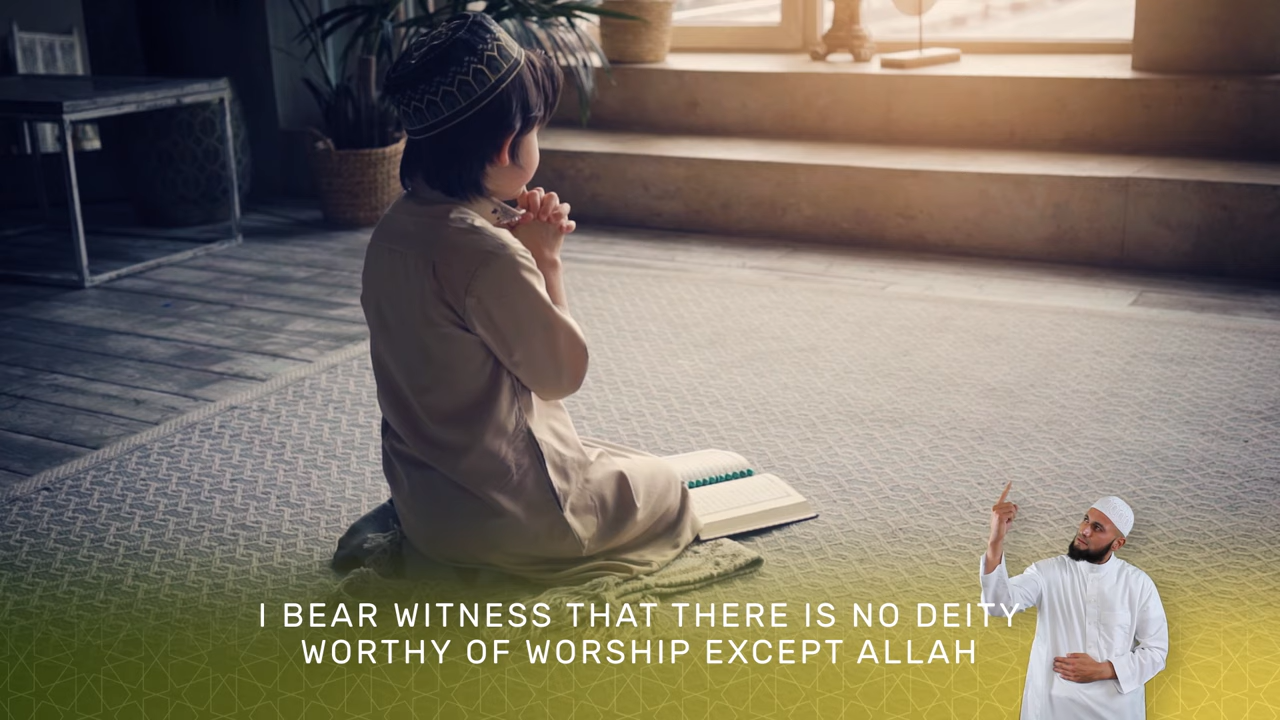 I BEAR WITNESS THAT THERE IS NO DEITY
WORTHY OF WORSHIP EXCEPT ALLAH